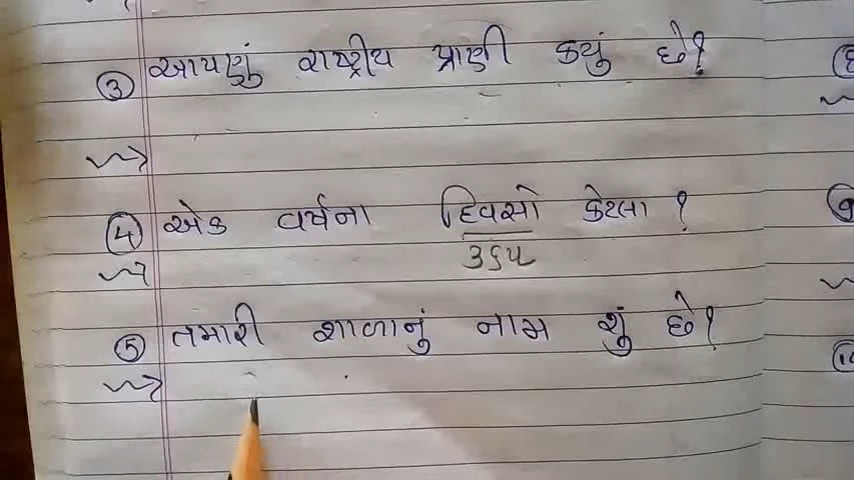 ③ આપણું રાષ્ટ્રીય પ્રાણી કયું છે?
④ એક વર્ષના દિવસો કેટલા ?
૩૬૫
⑤ તમારી શાળાનું નામ શું છે?